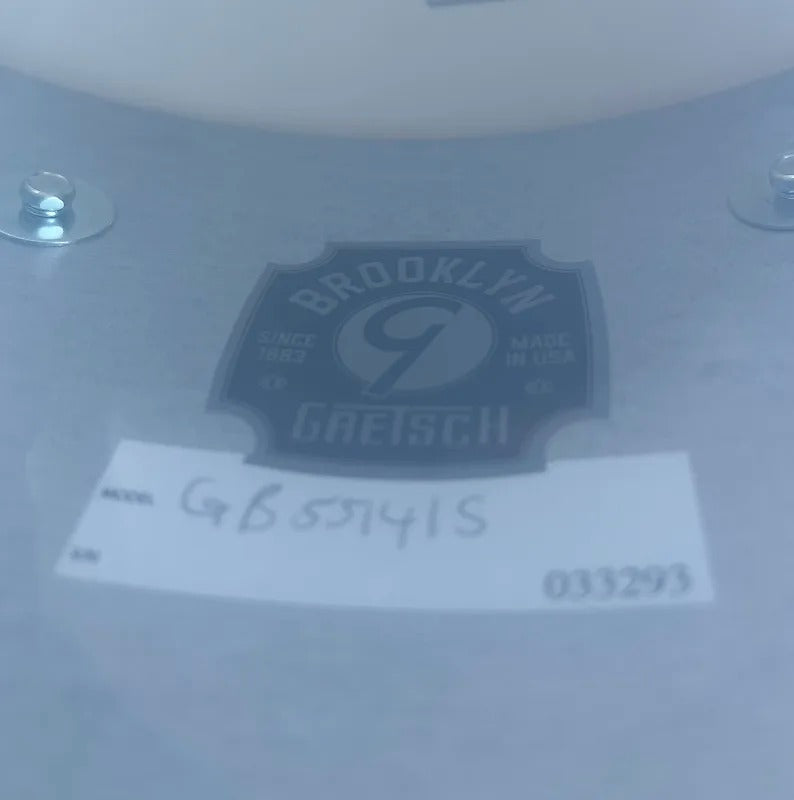 BROOKLYN
SINCE
1883
MADE
IN USA
G
GRETSCH
MODEL GB55141S
S/N 033293